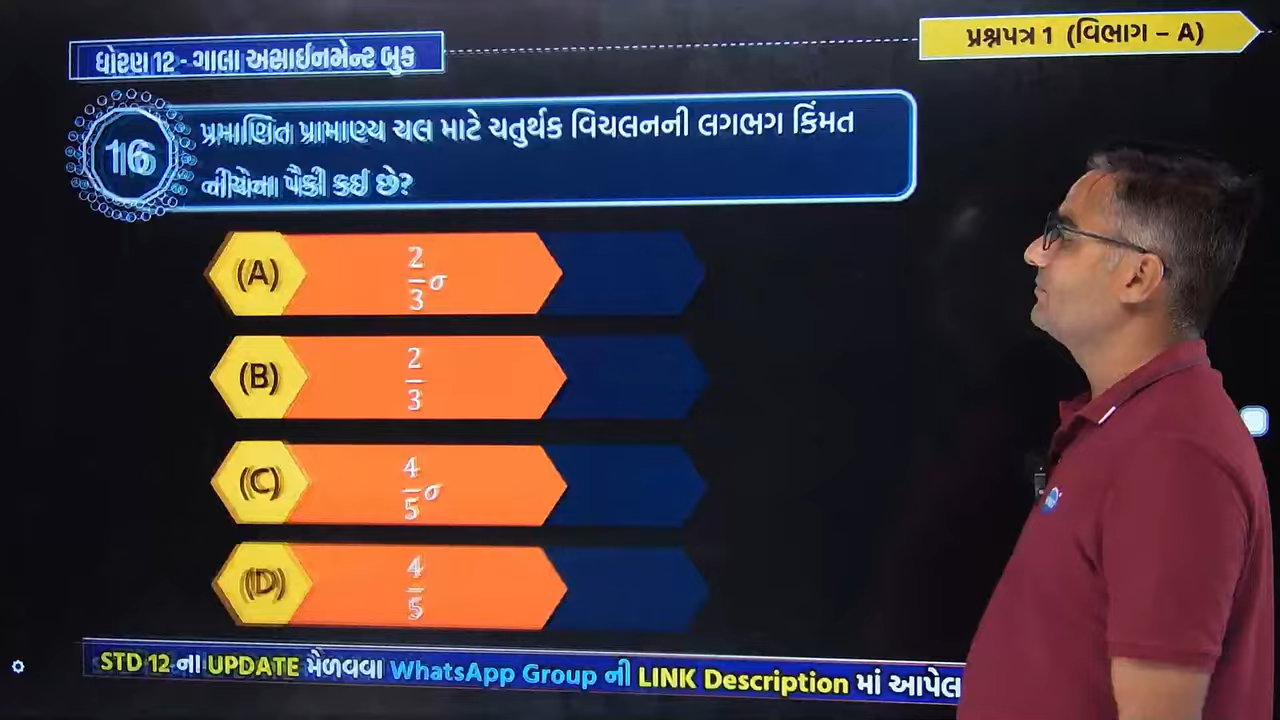 ધોરણ 12 - ગાલા અસાઈનમેન્ટ બુક
પ્રશ્નપત્ર 1 (વિભાગ – A)
16
પ્રમાણિત પ્રામાણ્ય ચલ માટે ચતુર્થક વિચલનની લગભગ કિંમત
નીચેના પૈકી કઈ છે?
(A) 2/3 σ
(B) 2/3
(C) 4/5 σ
(D) 4/5
STD 12 ના UPDATE મેળવવા WhatsApp Group ની LINK Description માં આપેલ